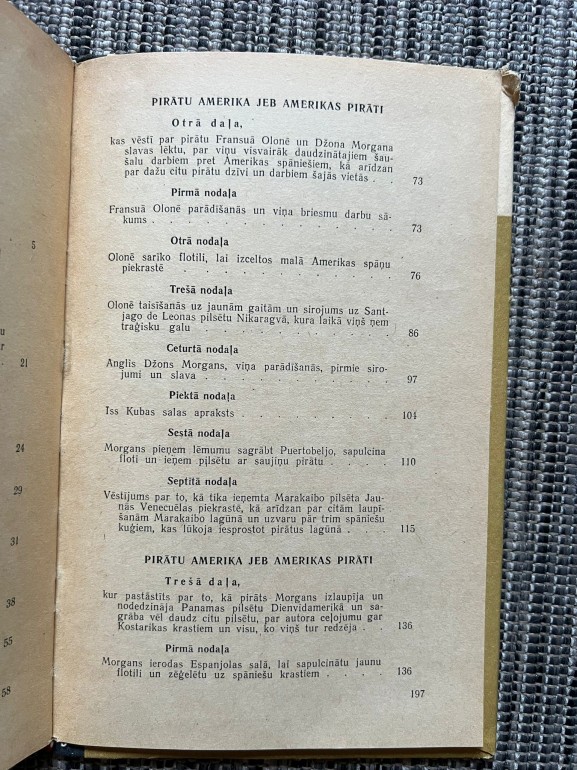 PIRĀTU AMERIKA JEB AMERIKAS PIRĀTI
Otrā daļa,
kas vēstī par pirātu Fransuā Olonē un Džona Morgana
slavas lēktu, par viņu visvairāk daudzinātajiem šau-
šalu darbiem pret Amerikas spāniešiem, kā arīdzan
par dažu citu pirātu dzīvi un darbiem šajās vietās . . 73
Pirmā nodaļa
Fransuā Olonē parādīšanās un viņa briesmu darbu sā-
kums . . . . . . . . . . . . 73
Otrā nodaļa
Olonē sarīko flotili, lai izceltos malā Amerikas spāņu
piekrastē . . . . . . . . . . . 76
Trešā nodaļa
Olonē taisīšanās uz jaunām gaitām un sirojums uz Sant-
jago de Leonas pilsētu Nikaragvā, kura laikā viņš ņem
traģisku galu . . . . . . . . . . 86
Ceturtā nodaļa
Anglis Džons Morgans, viņa parādīšanās, pirmie siro-
jumi un slava . . . . . . . . . . 97
Piektā nodaļa
Iss Kubas salas apraksts . . . . . . . 104
Sestā nodaļa
Morgans pieņem lēmumu sagrābt Puertobeljo, sapulcina
floti un ieņem pilsētu ar saujiņu pirātu . . . . 110
Septītā nodaļa
Vēstījums par to, kā tika ieņemta Marakaibo pilsēta Jau-
nās Venecuēlas piekrastē, kā arīdzan par citām laupī-
šanām Marakaibo lagūnā un uzvaru pār trim spāniešu
kuģiem, kas lūkoja iesprostot pirātus lagūnā . . . 115
PIRĀTU AMERIKA JEB AMERIKAS PIRĀTI
Trešā daļa,
kur pastāstīts par to, kā pirāts Morgans izlaupīja un
nodedzināja Panamas pilsētu Dienvidamerikā un sa-
grāba vēl daudz citu pilsētu, par autora ceļojumu gar
Kostarikas krastiem un visu, ko viņš tur redzēja . . 136
Pirmā nodaļa
Morgans ierodas Espanjolas salā, lai sapulcinātu jaunu
flotili un zēģelētu uz spāniešu krastiem . . . . 136
197
5
u
r
21
24
29
31
38
55
58